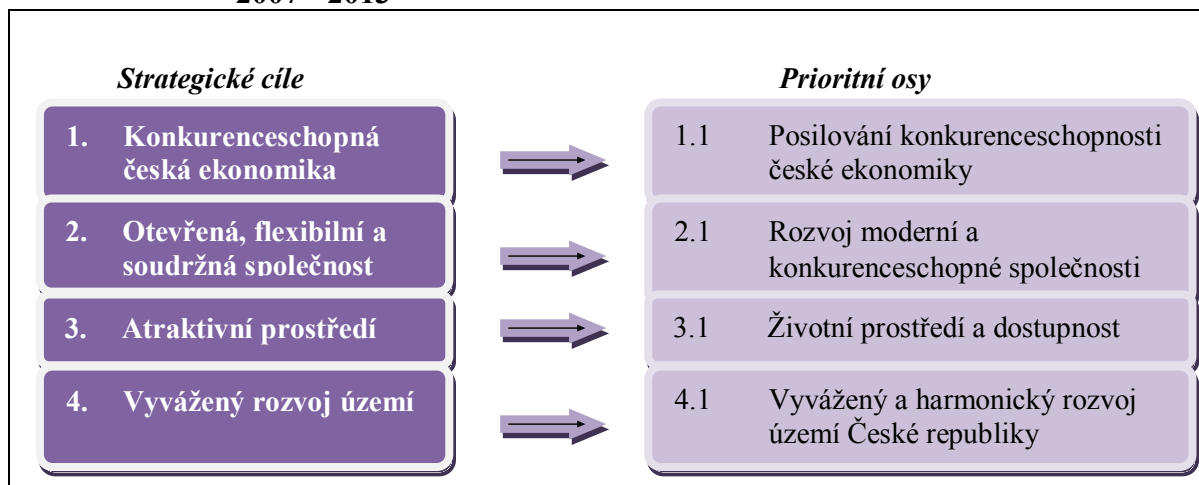 2007 - 2013
Strategické cíle
Prioritní osy
1. Konkurenceschopná
česká ekonomika
1.1 Posilování konkurenceschopnosti
české ekonomiky
2. Otevřená, flexibilní a
soudržná společnost
2.1 Rozvoj moderní a
konkurenceschopné společnosti
3. Atraktivní prostředí
3.1 Životní prostředí a dostupnost
4. Vyvážený rozvoj území
4.1 Vyvážený a harmonický rozvoj
území České republiky